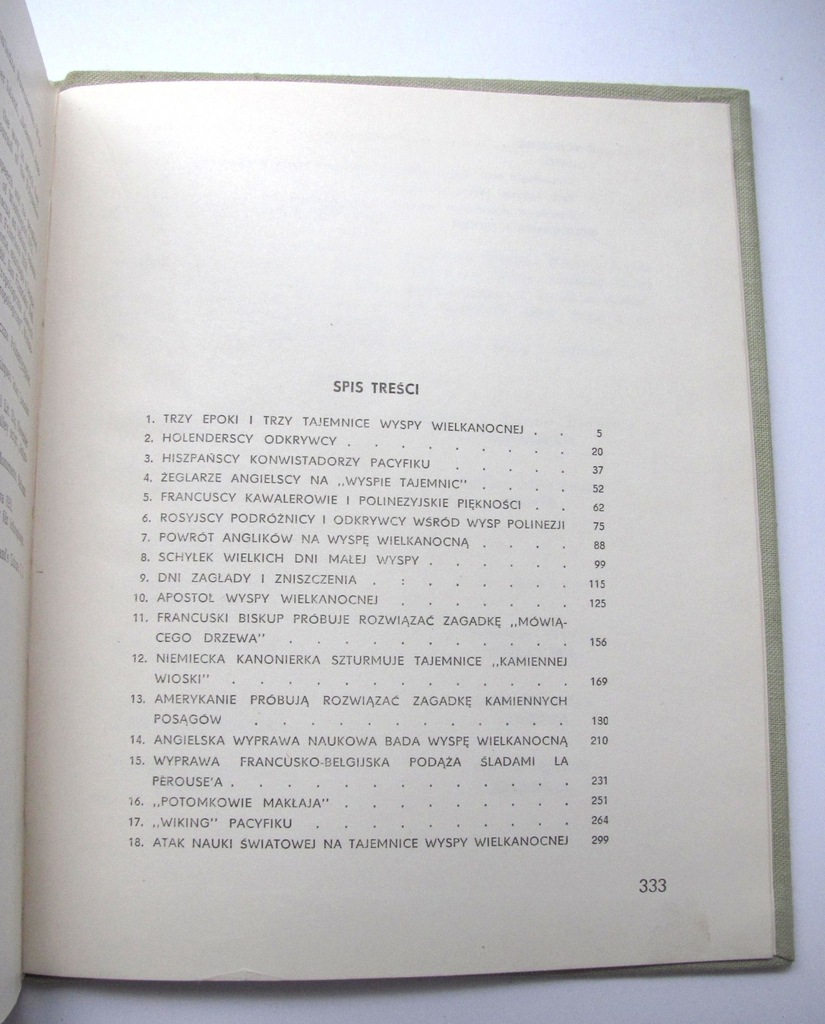 SPIS TREŚCI
1. TRZY EPOKI I TRZY TAJEMNICE WYSPY WIELKANOCNEJ . . 5
2. HOLENDERSCY ODKRYWCY . . . . . . . . . 20
3. HISZPAŃSCY KONWISTADORZY PACYFIKU . . . . . 37
4. ŻEGLARZE ANGIELSCY NA „WYSPIE TAJEMNIC" . . . . 52
5. FRANCUSCY KAWALEROWIE I POLINEZYJSKIE PIĘKNOŚCI . . 62
6. ROSYJSCY PODRÓŻNICY I ODKRYWCY WŚRÓD WYSP POLINEZJI 75
7. POWRÓT ANGLIKÓW NA WYSPĘ WIELKANOCNĄ . . . . 88
8. SCHYŁEK WIELKICH DNI MAŁEJ WYSPY . . . . . . 99
9. DNI ZAGŁADY I ZNISZCZENIA . : . . . . . . 115
10. APOSTOŁ WYSPY WIELKANOCNEJ . . . . . . . 125
11. FRANCUSKI BISKUP PRÓBUJE ROZWIĄZAĆ ZAGADKĘ „MÓWIĄ-
CEGO DRZEWA" . . . . . . . . . . . 156
12. NIEMIECKA KANONIERKA SZTURMUJE TAJEMNICE „KAMIENNEJ
WIOSKI" . . . . . . . . . . . . . 169
13. AMERYKANIE PRÓBUJĄ ROZWIĄZAĆ ZAGADKĘ KAMIENNYCH
POSĄGÓW . . . . . . . . . . . . 180
14. ANGIELSKA WYPRAWA NAUKOWA BADA WYSPĘ WIELKANOCNĄ 210
15. WYPRAWA FRANCUSKO-BELGIJSKA PODĄŻA ŚLADAMI LA
PEROUSE'A . . . . . . . . . . . . . 231
16. „POTOMKOWIE MAKŁAJA" . . . . . . . . . 251
17. „WIKING" PACYFIKU . . . . . . . . . . 264
18. ATAK NAUKI ŚWIATOWEJ NA TAJEMNICE WYSPY WIELKANOCNEJ 299
333